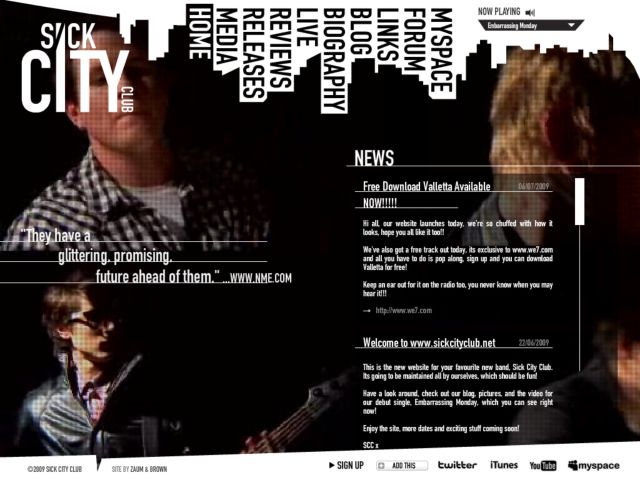 SICK
CITY
CLUB
HOME
MEDIA
RELEASES
REVIEWS
LIVE
BIOGRAPHY
BLOG
LINKS
FORUM
MYSPACE
NOW PLAYING
Embarrassing Monday
"They have a
glittering, promising,
future ahead of them." ...WWW.NME.COM
NEWS
Free Download Valletta Available 06/07/2009
NOW!!!!!
Hi all, our website launches today, we're so chuffed with how it
looks, hope you all like it too!!
We've also got a free track out today, its exclusive to www.we7.com
and all you have to do is pop along, sign up and you can download
Valletta for free!
Keep an ear out for it on the radio too, you never know when you may
hear it!!!
→ http://www.we7.com
Welcome to www.sickcityclub.net 22/06/2009
This is the new website for your favourite new band, Sick City Club.
Its going to be maintained all by ourselves, which should be fun!
Have a look around, check out our blog, pictures, and the video for
our debut single, Embarrassing Monday, which you can see right
now!
Enjoy the site, more dates and exciting stuff coming soon!
SCC x
©2009 SICK CITY CLUB SITE BY ZAUM & BROWN
SIGN UP ADD THIS twitter iTunes YouTube myspace